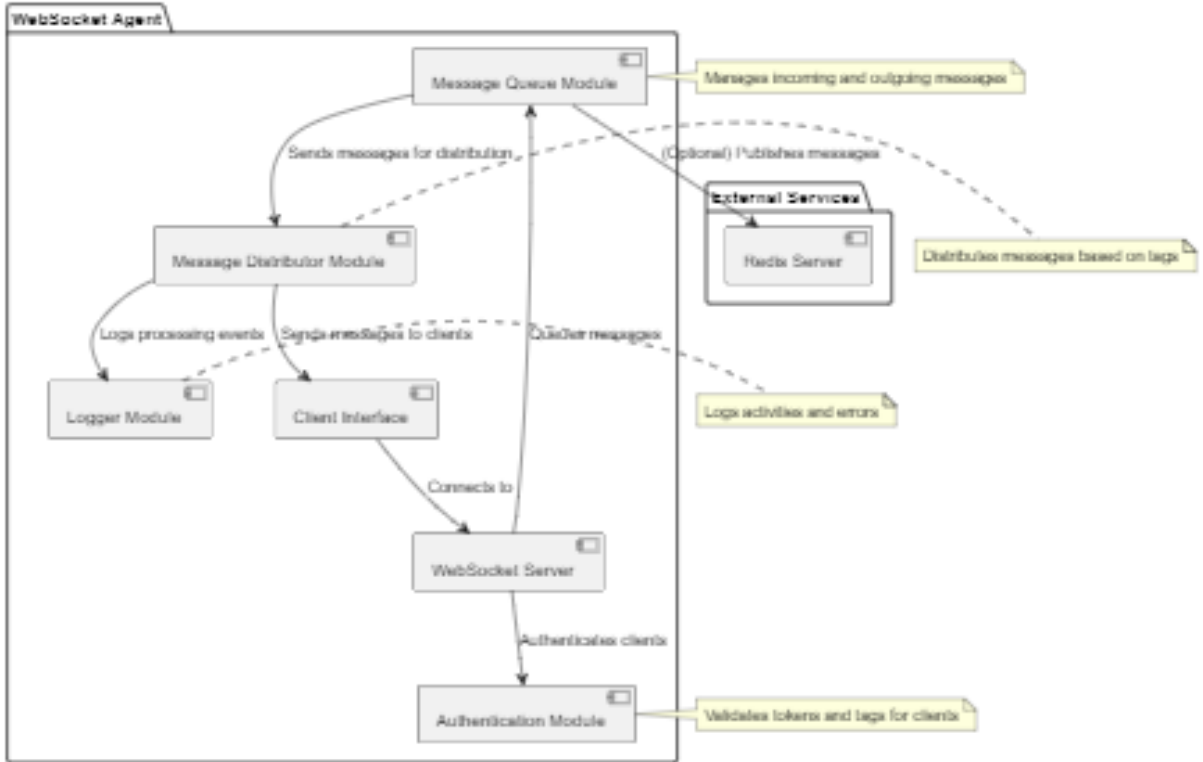 WebSocket Agent
Message Queue Module
Manages incoming and outgoing messages
Sends messages for distribution
(Optional) Publishes messages
External Services
Message Distributor Module
Redis Server
Distributes messages based on tags
Logs processing events
Sends messages to clients
Queues messages
Logger Module
Client Interface
Logs activities and errors
Connects to
WebSocket Server
Authenticates clients
Authentication Module
Validates tokens and tags for clients